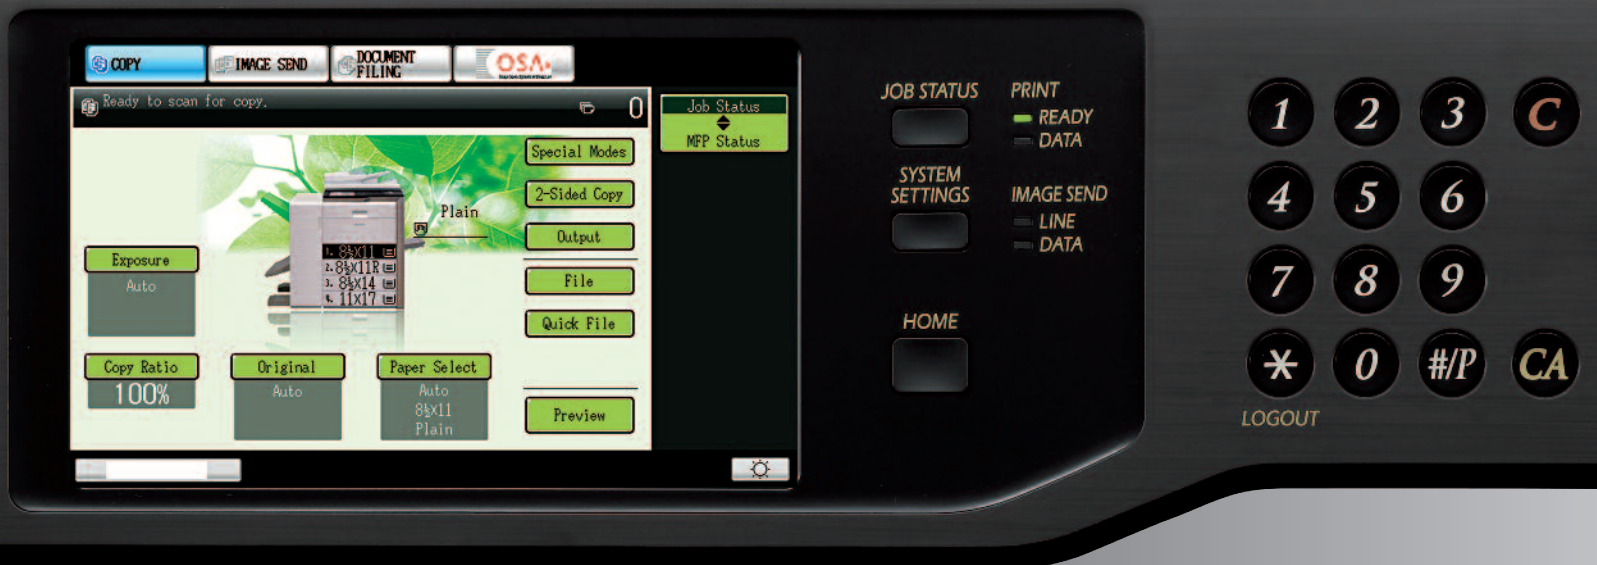 COPY
IMAGE SEND
DOCUMENT
FILING
OSA
Ready to scan for copy.
0
Job Status
MFP Status
Special Modes
2-Sided Copy
Output
File
Quick File
Preview
Plain
1. 8½X11
2. 8½X11R
3. 8½X14
4. 11X17
Exposure
Auto
Copy Ratio
100%
Original
Auto
Paper Select
Auto
8½X11
Plain
JOB STATUS
SYSTEM
SETTINGS
HOME
PRINT
READY
DATA
IMAGE SEND
LINE
DATA
1 2 3 C
4 5 6
7 8 9
* 0 #/P CA
LOGOUT